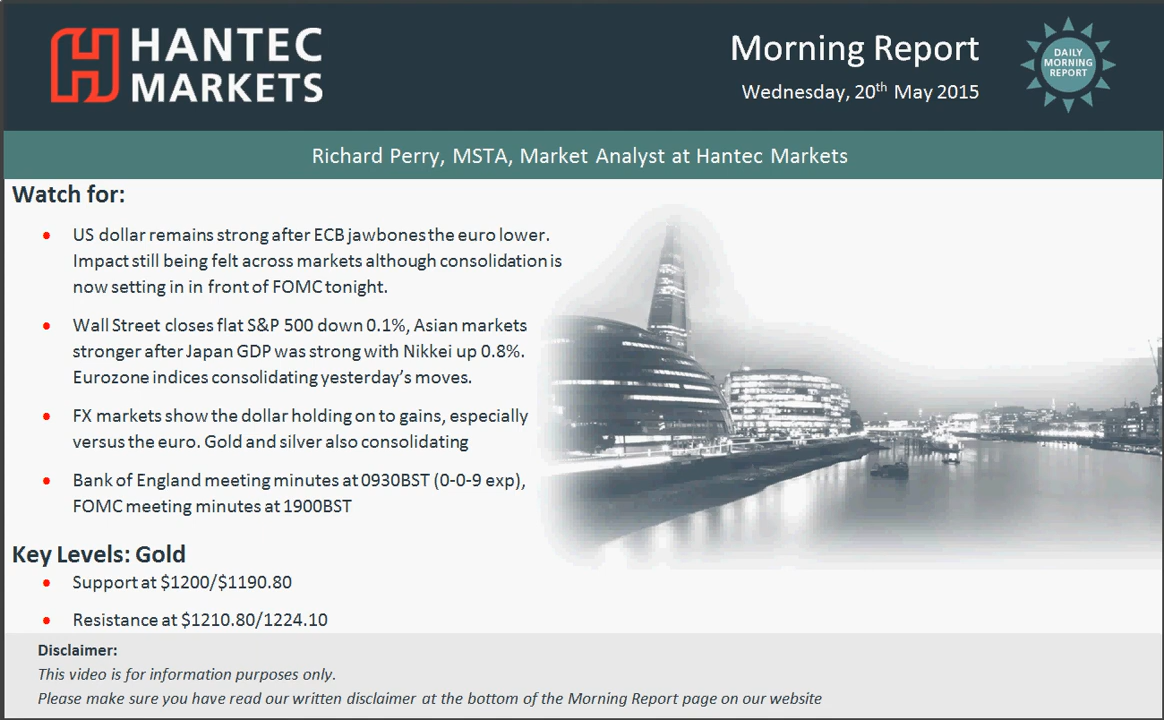 HANTEC
MARKETS
Morning Report
Wednesday, 20th May 2015
DAILY
MORNING
REPORT
Richard Perry, MSTA, Market Analyst at Hantec Markets
Watch for:
US dollar remains strong after ECB jawbones the euro lower.
Impact still being felt across markets although consolidation is
now setting in in front of FOMC tonight.
Wall Street closes flat S&P 500 down 0.1%, Asian markets
stronger after Japan GDP was strong with Nikkei up 0.8%.
Eurozone indices consolidating yesterday's moves.
FX markets show the dollar holding on to gains, especially
versus the euro. Gold and silver also consolidating
Bank of England meeting minutes at 0930BST (0-0-9 exp),
FOMC meeting minutes at 1900BST
Key Levels: Gold
Support at $1200/$1190.80
Resistance at $1210.80/1224.10
Disclaimer:
This video is for information purposes only.
Please make sure you have read our written disclaimer at the bottom of the Morning Report page on our website